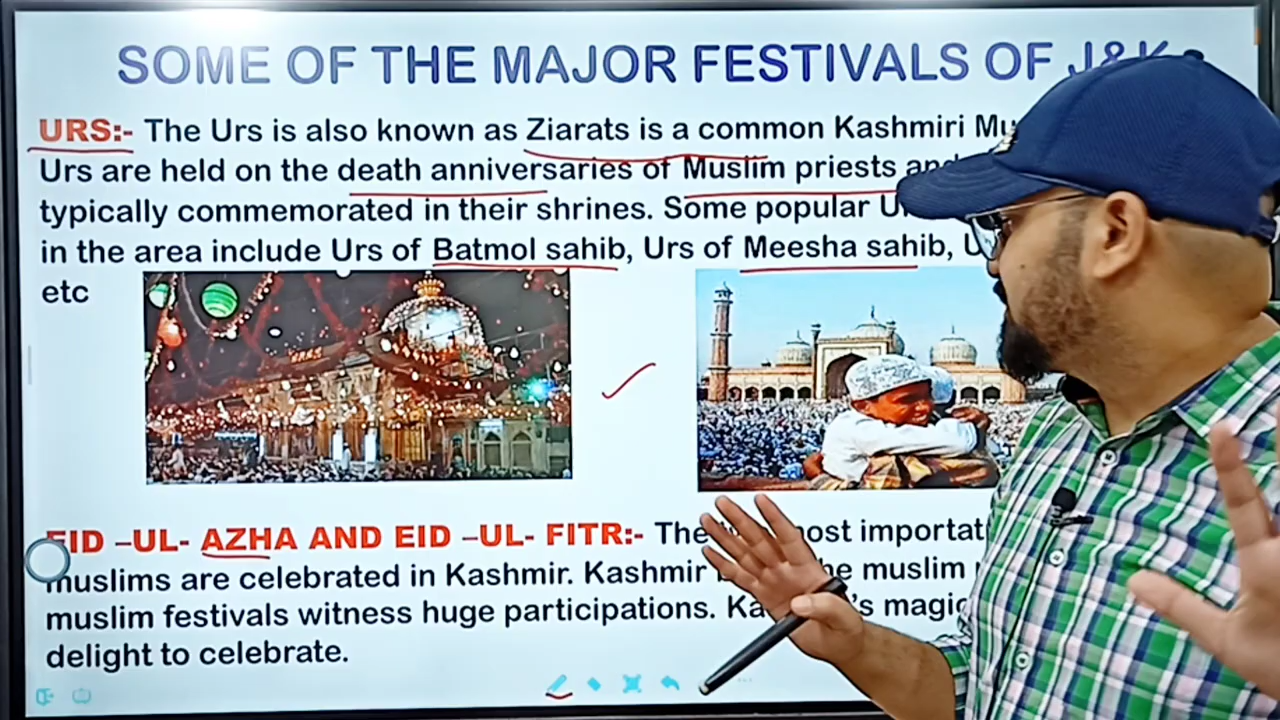 SOME OF THE MAJOR FESTIVALS OF J&K
URS:- The Urs is also known as Ziarats is a common Kashmiri
Urs are held on the death anniversaries of Muslim priests
typically commemorated in their shrines. Some popular
in the area include Urs of Batmol sahib, Urs of Meesha sahib,
etc
EID –UL- AZHA AND EID –UL- FITR:- The most
muslims are celebrated in Kashmir. Kashmir muslim
muslim festivals witness huge participations.
delight to celebrate.